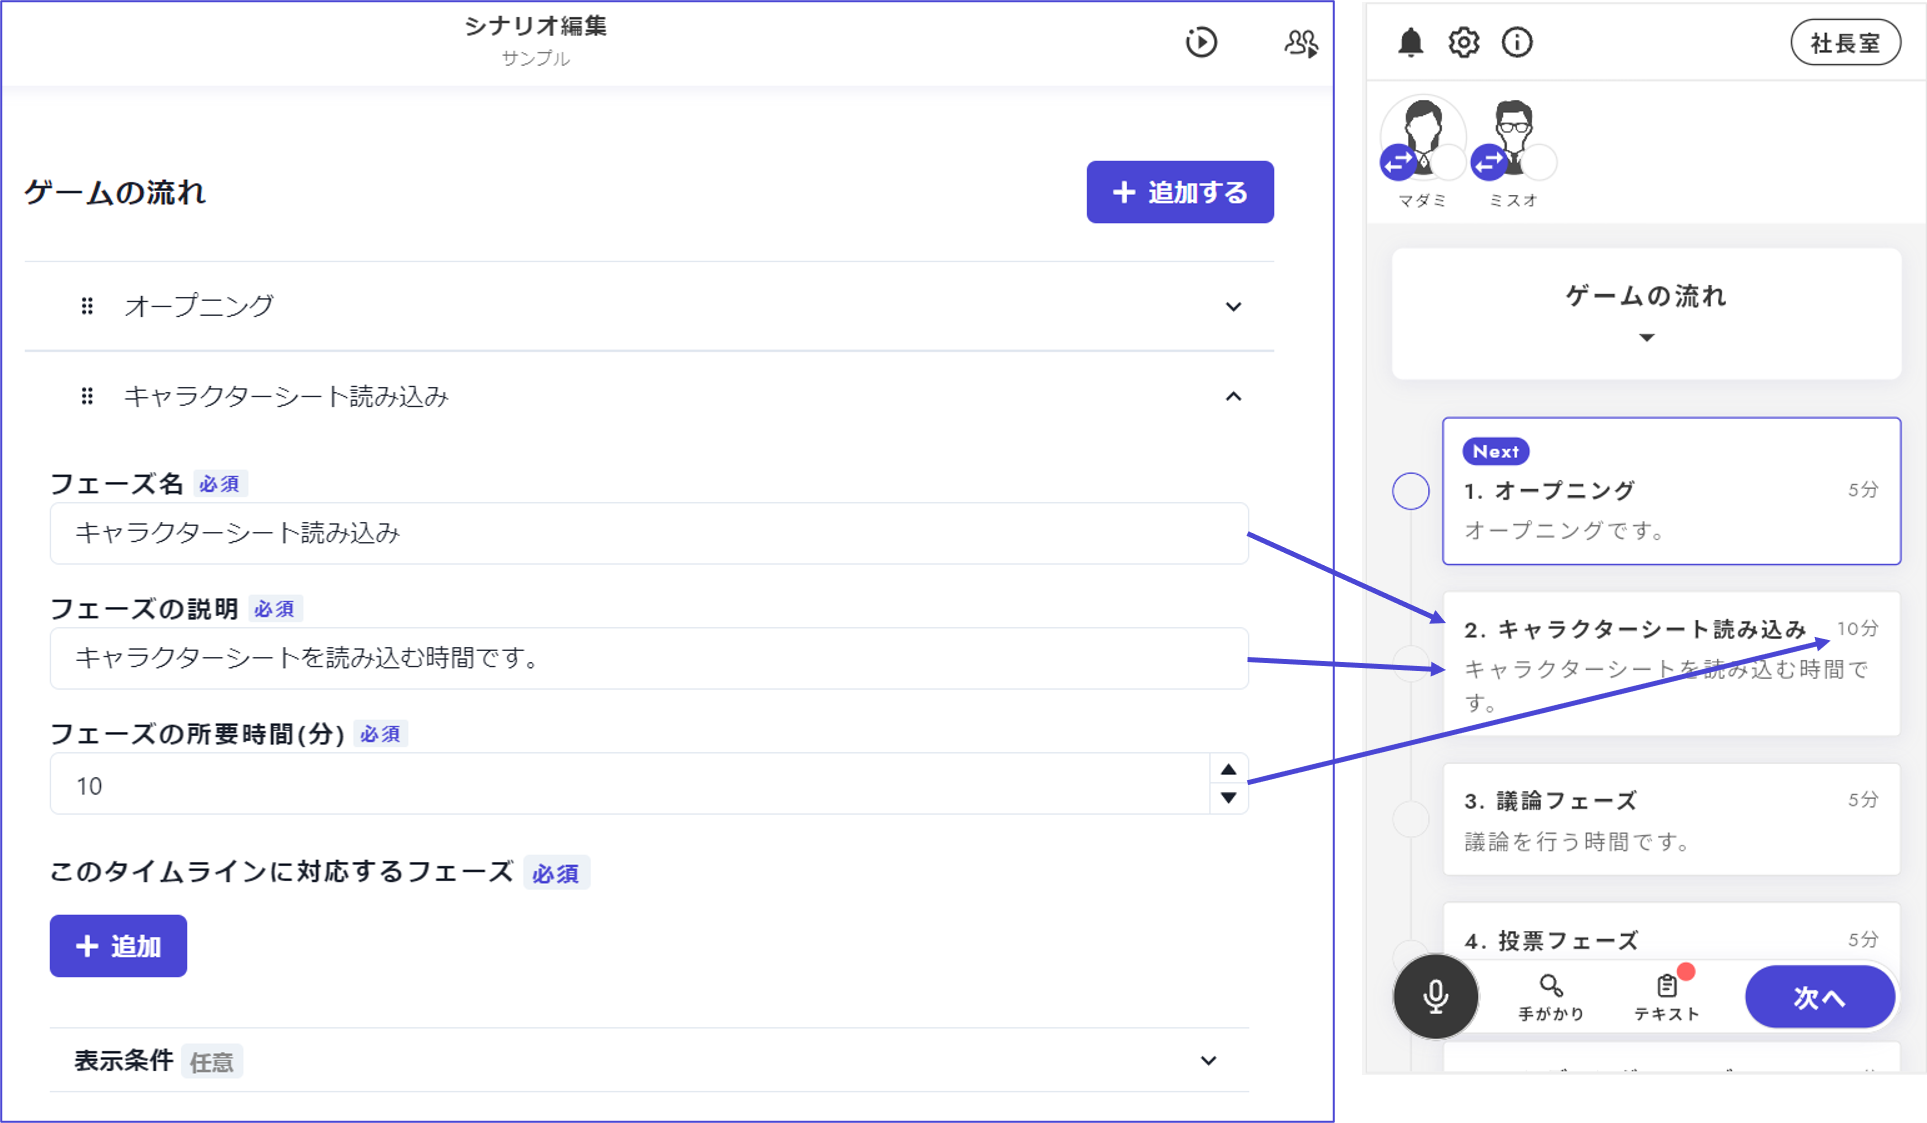 シナリオ編集
サンプル
ゲームの流れ
追加する
オープニング
キャラクターシート読み込み
フェーズ名 必須
キャラクターシート読み込み
フェーズの説明 必須
キャラクターシートを読み込む時間です。
フェーズの所要時間(分) 必須
10
このタイムラインに対応するフェーズ 必須
追加
表示条件 任意
社長室
マダミ ミスオ
ゲームの流れ
Next
1. オープニング 5分
オープニングです。
2. キャラクターシート読み込み 10分
キャラクターシートを読み込む時間で
す。
3. 議論フェーズ 5分
議論を行う時間です。
4. 投票フェーズ 5分
手がかり テキスト 次へ